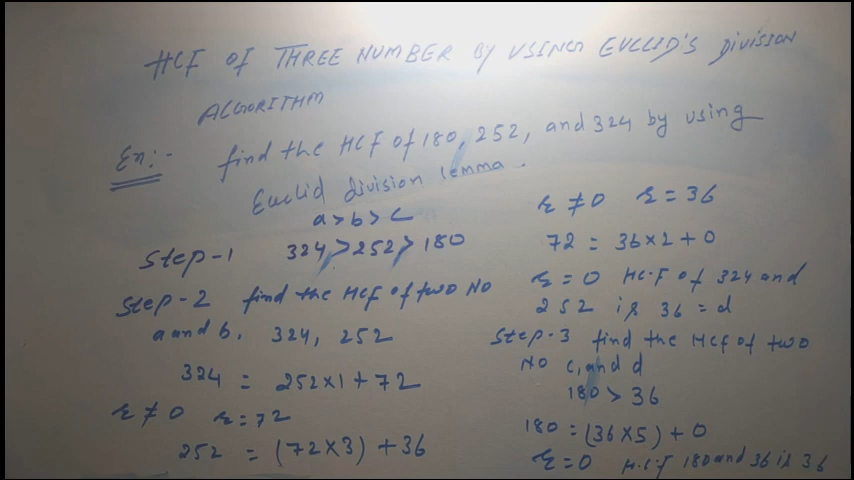 HCF OF THREE NUMBER BY USING EUCLID'S DIVISION
ALGORITHM
Ex:- find the HCF of 180, 252, and 324 by using
Euclid division lemma.
a > b > c
Step-1 324 > 252 > 180
Step-2 find the HCF of two No
a and b. 324, 252
324 = 252×1 + 72
r ≠ 0 r = 72
252 = (72×3) + 36
r ≠ 0 r = 36
72 = 36×2 + 0
r = 0 H.C.F of 324 and
252 is 36 = d
Step-3 find the HCF of two
No c, and d
180 > 36
180 = (36×5) + 0
r = 0 H.C.F 180 and 36 is 36